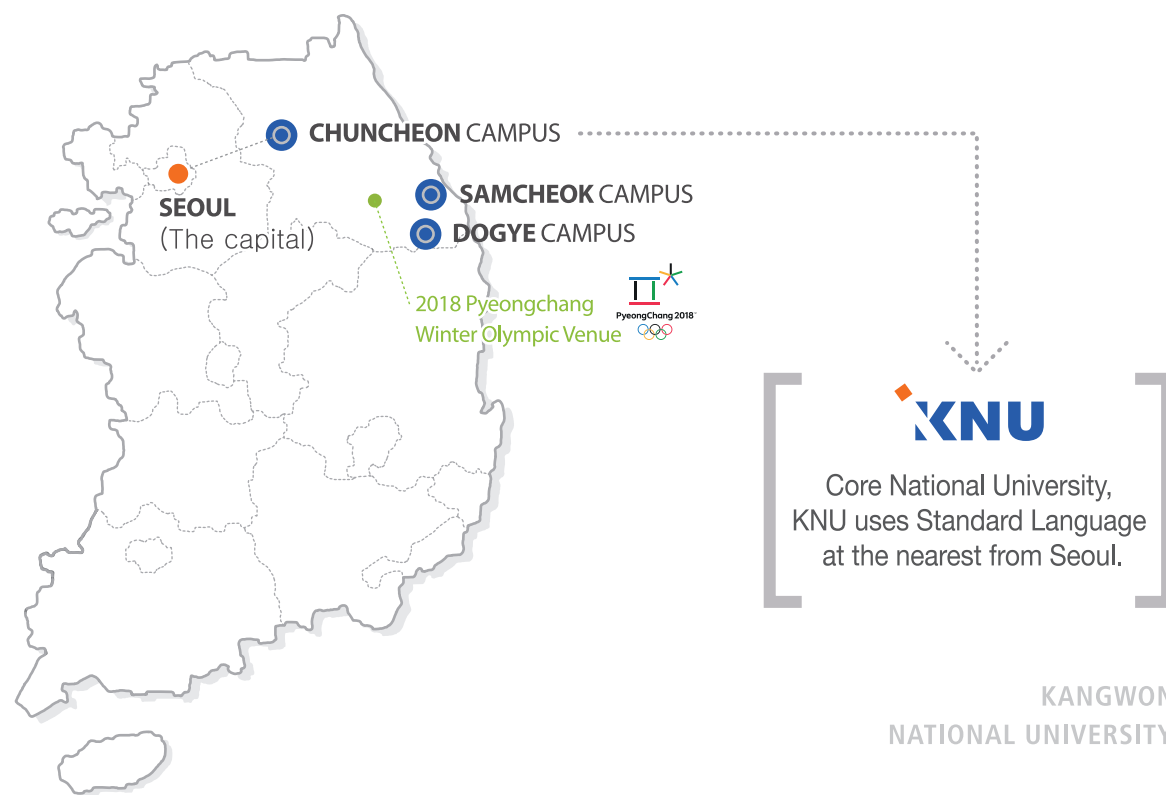 CHUNCHEON CAMPUS
SEOUL
(The capital)
SAMCHEOK CAMPUS
DOGYE CAMPUS
2018 Pyeongchang
Winter Olympic Venue
PyeongChang 2018™
KNU
Core National University,
KNU uses Standard Language
at the nearest from Seoul.
KANGWON
NATIONAL UNIVERSITY